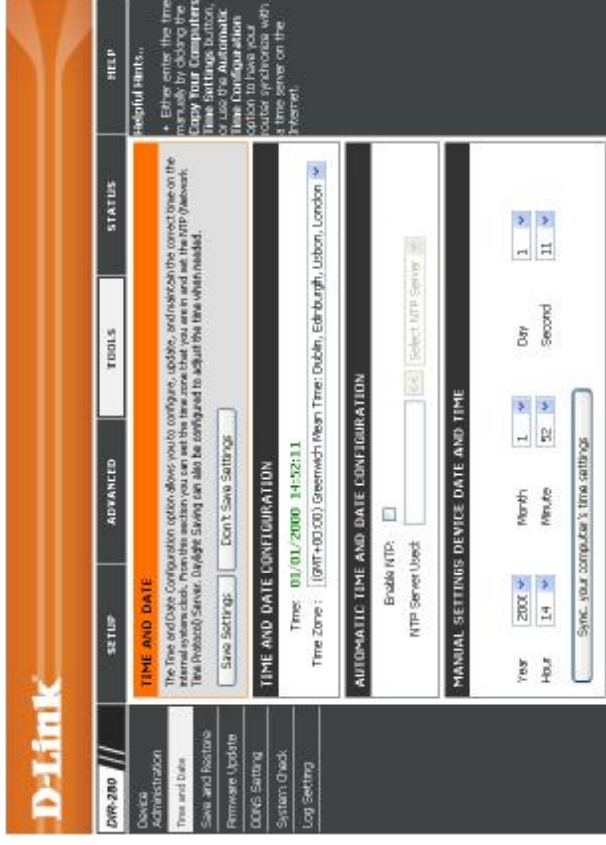 D-Link
DIR-280
SETUP
ADVANCED
TOOLS
STATUS
HELP
Device
Administration
Time and Date
Save and Restore
Firmware Update
DDNS Setting
System Check
Log Setting
TIME AND DATE
The Time and Date Configuration option allows you to configure, update, and maintain the correct time on the
internal system clock. From this section you can set the time zone that you are in and set the NTP (Network
Time Protocol) Server. Daylight Saving can also be configured to adjust the time when needed.
Save Settings Don't Save Settings
TIME AND DATE CONFIGURATION
Time: 01/01/2000 14:52:11
Time Zone : (GMT+00:00) Greenwich Mean Time: Dublin, Edinburgh, Lisbon, London
AUTOMATIC TIME AND DATE CONFIGURATION
Enable NTP:
NTP Server Used: << Select NTP Server
MANUAL SETTINGS DEVICE DATE AND TIME
Year Month 1 Day 1
Hour 14 Minute 52 Second 11
Sync. your computer's time settings
Helpful Hints..
• Either enter the time
manually by clicking the
Copy Your Computers
Time Settings button,
or use the Automatic
Time Configuration
option to have your
router synchronize with
a time server on the
Internet.